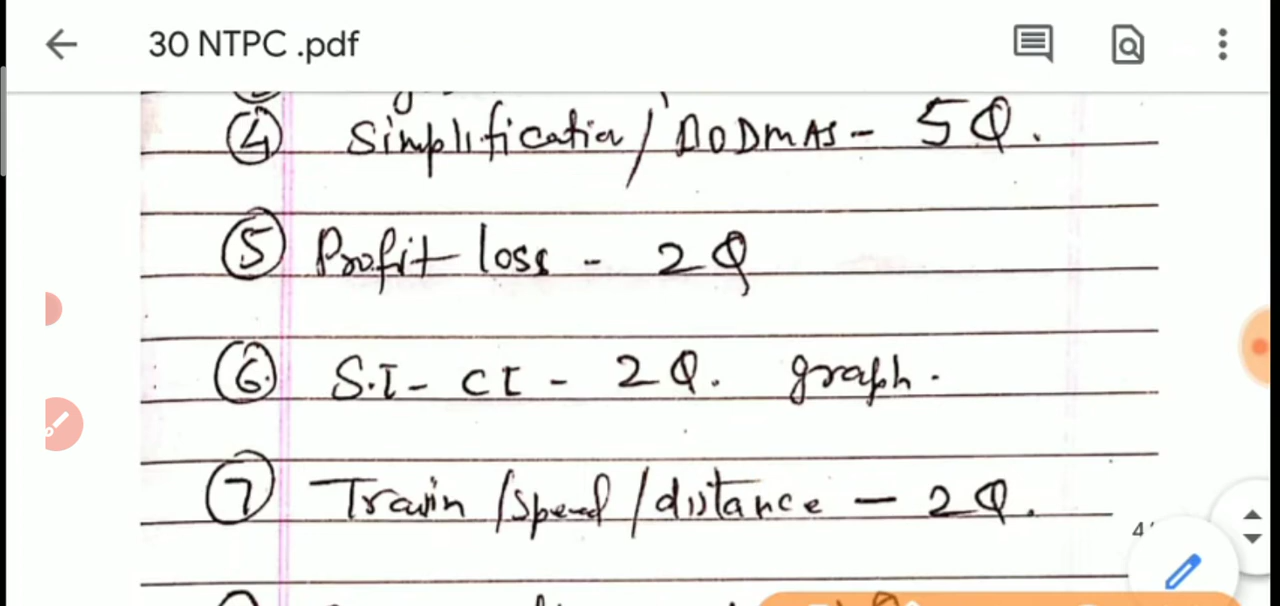 30 NTPC .pdf
④ Simplification / BODMAS - 5Q.
⑤ Profit loss - 2Q
⑥ S.I - CI - 2Q. graph.
⑦ Train / speed / distance - 2Q.